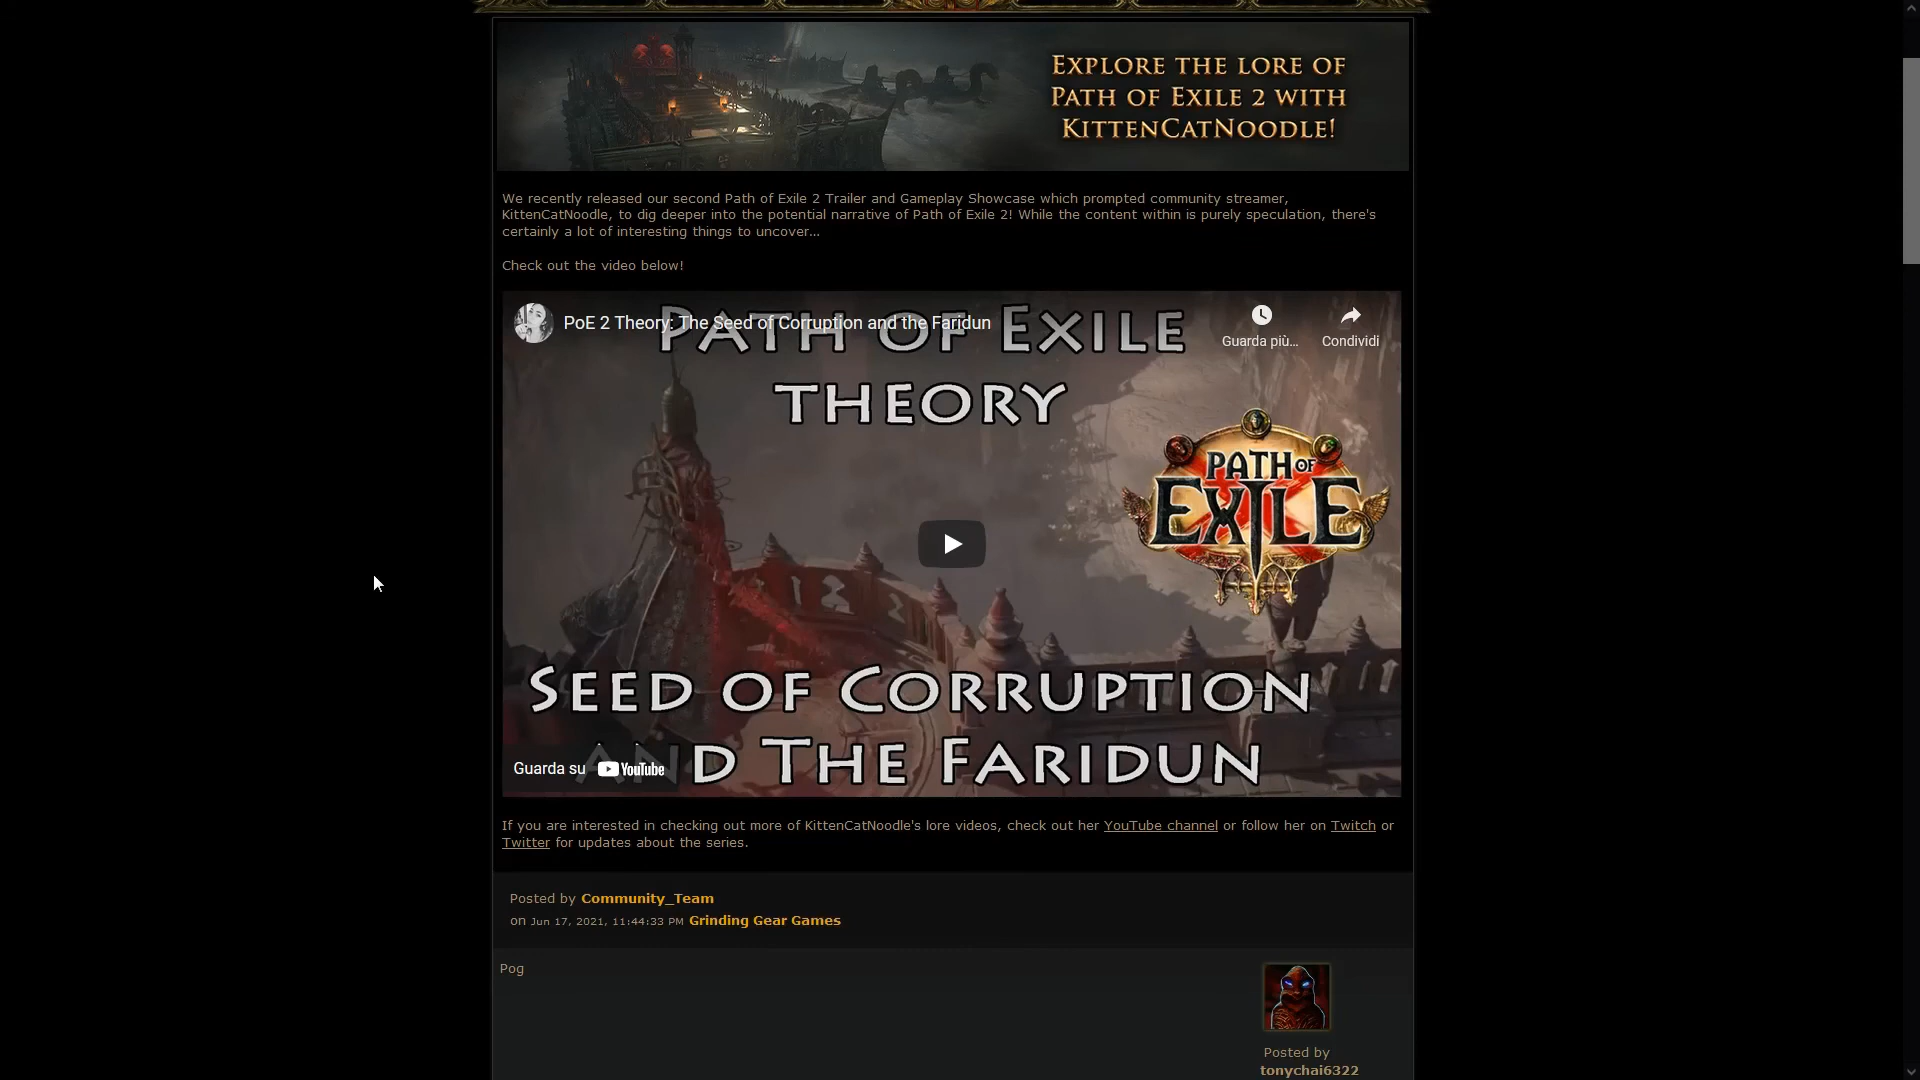 EXPLORE THE LORE OF
PATH OF EXILE 2 WITH
KITTENCATNOODLE!
We recently released our second Path of Exile 2 Trailer and Gameplay Showcase which prompted community streamer,
KittenCatNoodle, to dig deeper into the potential narrative of Path of Exile 2! While the content within is purely speculation, there's
certainly a lot of interesting things to uncover...
Check out the video below!
PoE 2 Theory: The Seed of Corruption and the Faridun
Guarda più...
Condividi
PATH OF EXILE
THEORY
PATH OF
EXILE
SEED OF CORRUPTION
AND THE FARIDUN
Guarda su YouTube
If you are interested in checking out more of KittenCatNoodle's lore videos, check out her YouTube channel or follow her on Twitch or
Twitter for updates about the series.
Posted by Community_Team
on Jun 17, 2021, 11:44:33 PM Grinding Gear Games
Pog
Posted by
tonychai6322